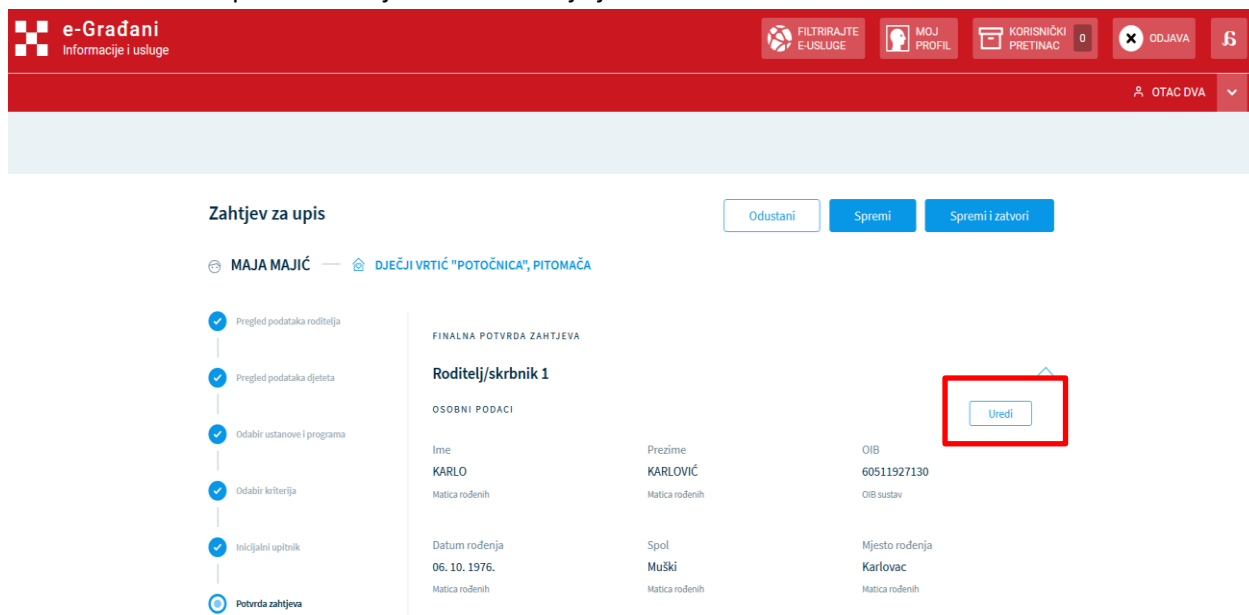 e-Građani
Informacije i usluge
FILTRIRAJTE
E-USLUGE
MOJ
PROFIL
KORISNIČKI
PRETINAC
0
ODJAVA
OTAC DVA
Zahtjev za upis
Odustani
Spremi
Spremi i zatvori
MAJA MAJIĆ — DJEČJI VRTIĆ "POTOČNICA", PITOMAČA
Pregled podataka roditelja
Pregled podataka djeteta
Odabir ustanove i programa
Odabir kriterija
Inicijalni upitnik
Potvrda zahtjeva
FINALNA POTVRDA ZAHTJEVA
Roditelj/skrbnik 1
OSOBNI PODACI
Uredi
Ime
KARLO
Matica rođenih
Prezime
KARLOVIĆ
Matica rođenih
OIB
60511927130
OIB sustav
Datum rođenja
06. 10. 1976.
Matica rođenih
Spol
Muški
Matica rođenih
Mjesto rođenja
Karlovac
Matica rođenih